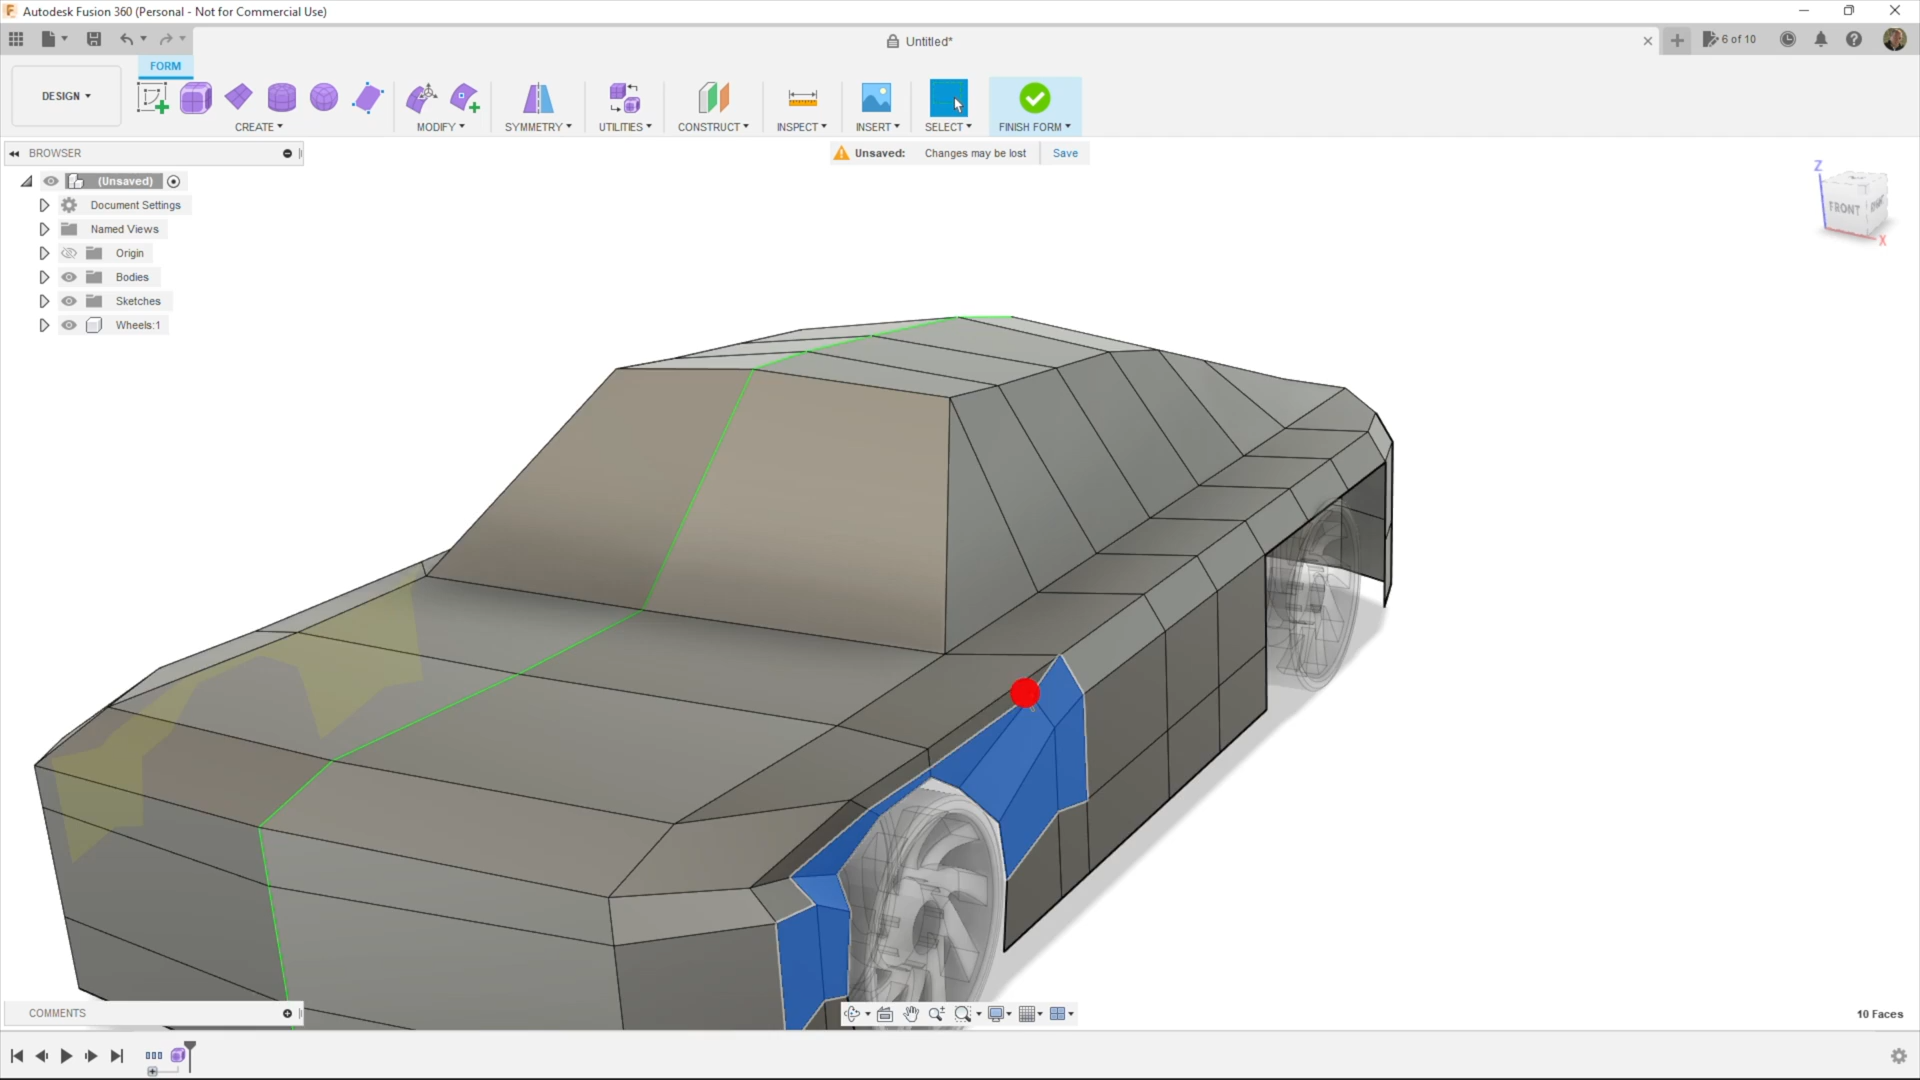 Autodesk Fusion 360 (Personal - Not for Commercial Use)
Untitled*
6 of 10
FORM
DESIGN
CREATE
MODIFY
SYMMETRY
UTILITIES
CONSTRUCT
INSPECT
INSERT
SELECT
FINISH FORM
BROWSER
Unsaved: Changes may be lost Save
(Unsaved)
Document Settings
Named Views
Origin
Bodies
Sketches
Wheels:1
Z
FRONT
X
COMMENTS
10 Faces